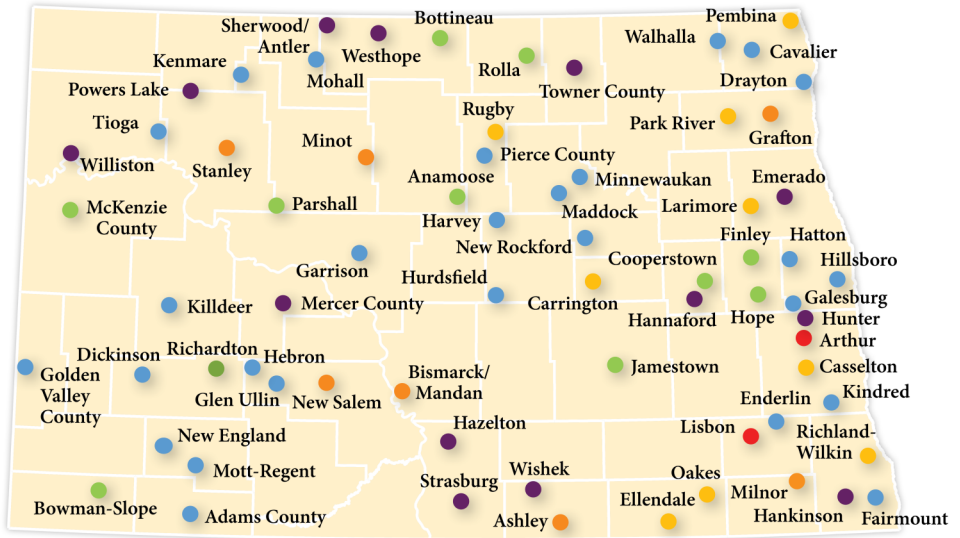 Sherwood/
Antler
Westhope
Bottineau
Pembina
Walhalla
Cavalier
Kenmare
Mohall
Rolla
Towner County
Drayton
Powers Lake
Rugby
Park River
Grafton
Tioga
Stanley
Minot
Pierce County
Williston
Anamoose
Minnewaukan
Emerado
McKenzie
County
Parshall
Harvey
Maddock
Larimore
New Rockford
Finley
Hatton
Garrison
Hurdsfield
Cooperstown
Hillsboro
Killdeer
Mercer County
Carrington
Hannaford
Hope
Galesburg
Hunter
Arthur
Dickinson
Richardton
Hebron
Bismarck/
Mandan
Jamestown
Casselton
Golden
Valley
County
Glen Ullin
New Salem
Enderlin
Kindred
Hazelton
Lisbon
Richland-
Wilkin
New England
Mott-Regent
Wishek
Strasburg
Oakes
Milnor
Bowman-Slope
Adams County
Ashley
Ellendale
Hankinson
Fairmount